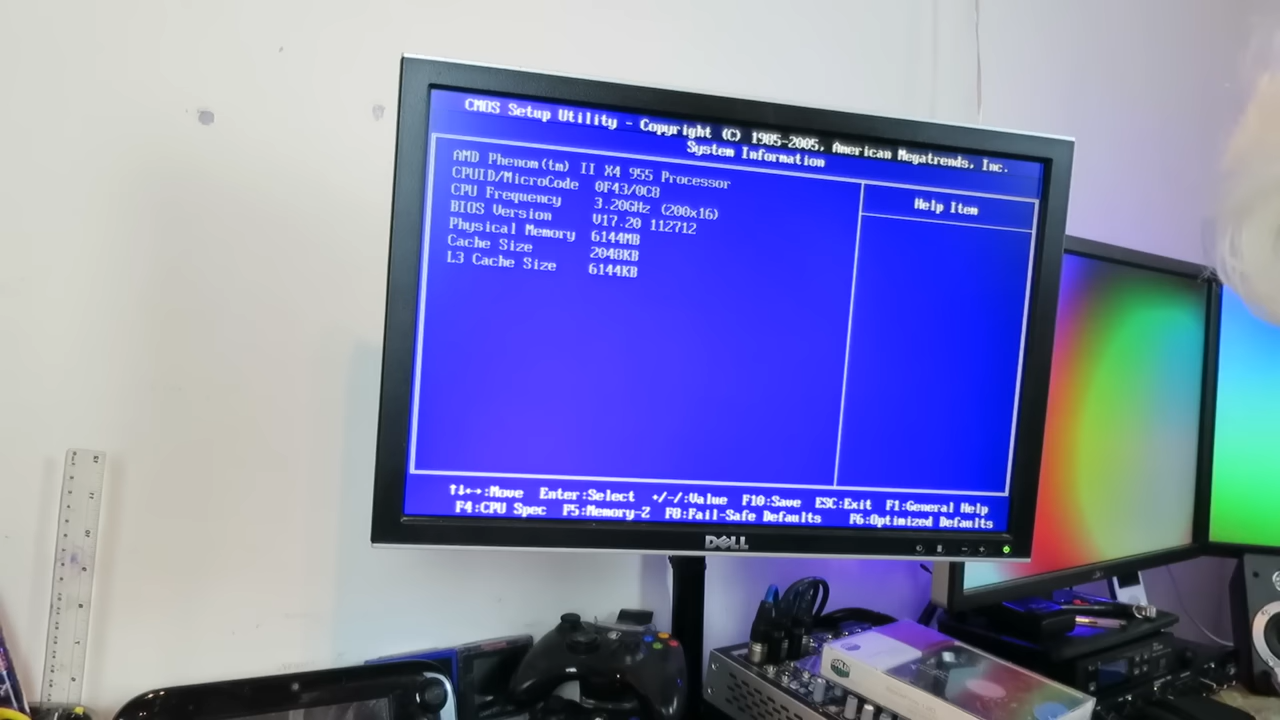 CMOS Setup Utility - Copyright (C) 1985-2005, American Megatrends, Inc.
System Information
AMD Phenom(tm) II X4 955 Processor
CPUID/MicroCode 0F43/0C8
CPU Frequency 3.20GHz (200x16)
BIOS Version V17.20 112712
Physical Memory 6144MB
Cache Size 2048KB
L3 Cache Size 6144KB
Help Item
↑↓←→:Move Enter:Select +/-/:Value F10:Save ESC:Exit F1:General Help
F4:CPU Spec F5:Memory-Z F8:Fail-Safe Defaults F6:Optimized Defaults
DELL